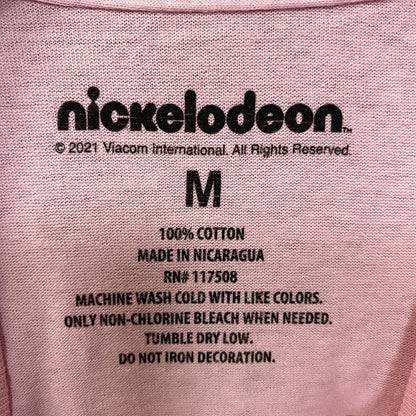 nickelodeon™
© 2021 Viacom International. All Rights Reserved.
M
100% COTTON
MADE IN NICARAGUA
RN# 117508
MACHINE WASH COLD WITH LIKE COLORS.
ONLY NON-CHLORINE BLEACH WHEN NEEDED.
TUMBLE DRY LOW.
DO NOT IRON DECORATION.